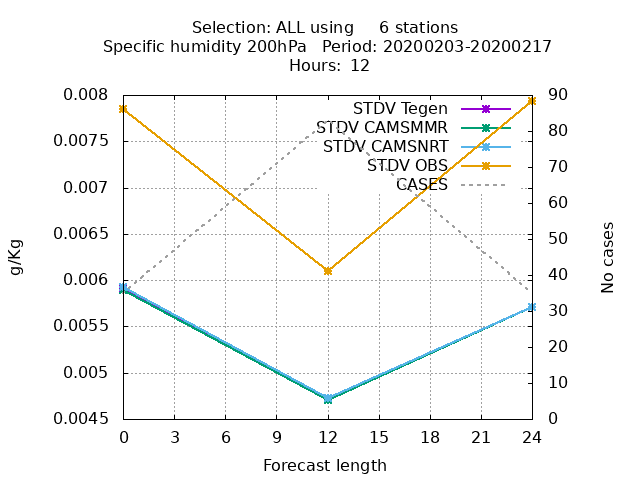 Selection: ALL using     6 stations
Specific humidity 200hPa   Period: 20200203-20200217
Hours: 12
STDV Tegen
STDV CAMSMMR
STDV CAMSNRT
STDV OBS
CASES
0.008
0.0075
0.007
0.0065
0.006
0.0055
0.005
0.0045
g/Kg
90
80
70
60
50
40
30
20
10
0
No cases
0 3 6 9 12 15 18 21 24
Forecast length